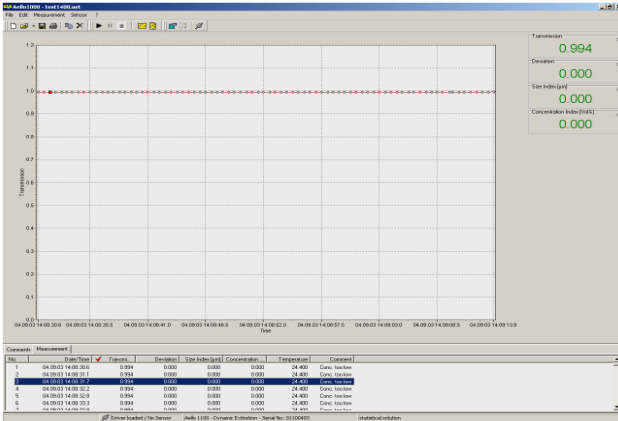 Aello1000 - test1400.aet
File Edit Measurement Sensor ?
Transmission
0.994
Deviation
0.000
Size Index [µm]
0.000
Concentration Index [Vol%]
0.000
1.2
1.1
1.0
0.9
0.8
0.7
0.6
0.5
0.4
0.3
0.2
0.1
0.0
Transmission
Time
Comments Measurement
No. Date/Time Transmi... Deviation Size Index [µm] Concentration ... Temperature Comment
1 04.09.03 14:08:30.6 0.994 0.000 0.000 0.000 24.400 Conc. too low
2 04.09.03 14:08:31.1 0.994 0.000 0.000 0.000 24.400 Conc. too low
3 04.09.03 14:08:31.7 0.994 0.000 0.000 0.000 24.400 Conc. too low
4 04.09.03 14:08:32.2 0.994 0.000 0.000 0.000 24.400 Conc. too low
5 04.09.03 14:08:32.8 0.994 0.000 0.000 0.000 24.400 Conc. too low
6 04.09.03 14:08:33.3 0.994 0.000 0.000 0.000 24.400 Conc. too low
Driver loaded / No Sensor Aello 1100 - Dynamic Extinction - Serial No: 01100403 statistical solution